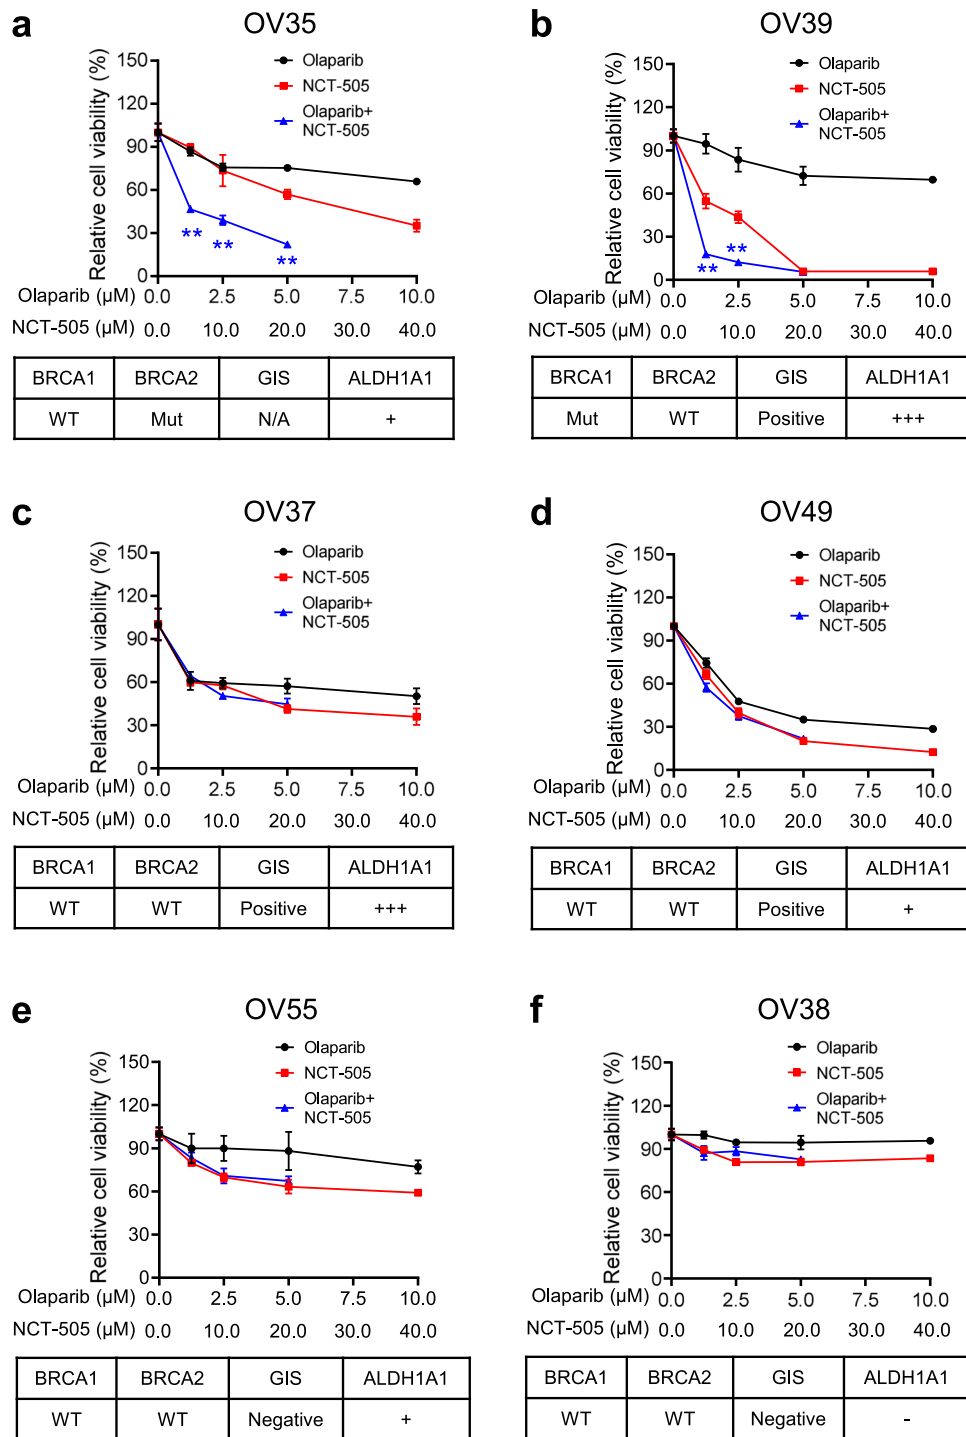 a
OV35
Relative cell viability (%)
150
120
90
60
30
0
Olaparib
NCT-505
Olaparib+
NCT-505
**
**
**
Olaparib (µM) 0.0 2.5 5.0 7.5 10.0
NCT-505 (µM) 0.0 10.0 20.0 30.0 40.0
BRCA1 BRCA2 GIS ALDH1A1
WT Mut N/A +
b
OV39
Relative cell viability (%)
150
120
90
60
30
0
Olaparib
NCT-505
Olaparib+
NCT-505
**
**
Olaparib (µM) 0.0 2.5 5.0 7.5 10.0
NCT-505 (µM) 0.0 10.0 20.0 30.0 40.0
BRCA1 BRCA2 GIS ALDH1A1
Mut WT Positive +++
c
OV37
Relative cell viability (%)
150
120
90
60
30
0
Olaparib
NCT-505
Olaparib+
NCT-505
Olaparib (µM) 0.0 2.5 5.0 7.5 10.0
NCT-505 (µM) 0.0 10.0 20.0 30.0 40.0
BRCA1 BRCA2 GIS ALDH1A1
WT WT Positive +++
d
OV49
Relative cell viability (%)
150
120
90
60
30
0
Olaparib
NCT-505
Olaparib+
NCT-505
Olaparib (µM) 0.0 2.5 5.0 7.5 10.0
NCT-505 (µM) 0.0 10.0 20.0 30.0 40.0
BRCA1 BRCA2 GIS ALDH1A1
WT WT Positive +
e
OV55
Relative cell viability (%)
150
120
90
60
30
0
Olaparib
NCT-505
Olaparib+
NCT-505
Olaparib (µM) 0.0 2.5 5.0 7.5 10.0
NCT-505 (µM) 0.0 10.0 20.0 30.0 40.0
BRCA1 BRCA2 GIS ALDH1A1
WT WT Negative +
f
OV38
Relative cell viability (%)
150
120
90
60
30
0
Olaparib
NCT-505
Olaparib+
NCT-505
Olaparib (µM) 0.0 2.5 5.0 7.5 10.0
NCT-505 (µM) 0.0 10.0 20.0 30.0 40.0
BRCA1 BRCA2 GIS ALDH1A1
WT WT Negative -